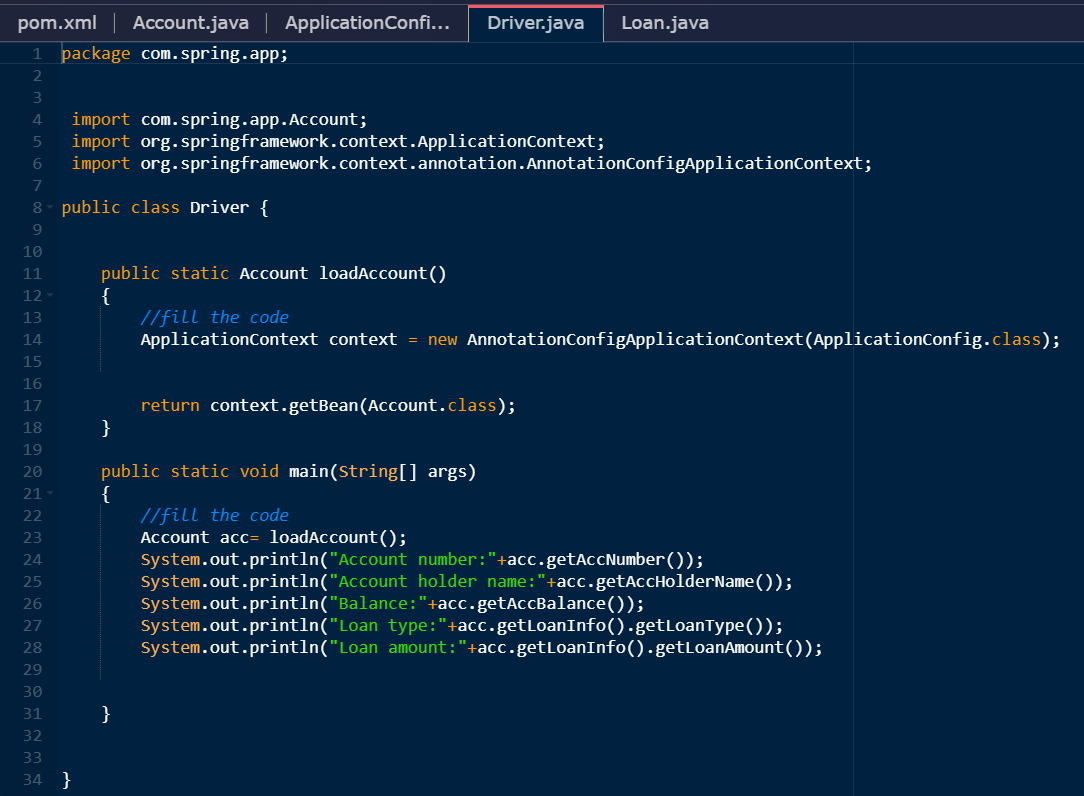 pom.xml Account.java ApplicationConfi... Driver.java Loan.java
1 package com.spring.app;
2
3
4 import com.spring.app.Account;
5 import org.springframework.context.ApplicationContext;
6 import org.springframework.context.annotation.AnnotationConfigApplicationContext;
7
8 public class Driver {
9
10
11 public static Account loadAccount()
12 {
13 //fill the code
14 ApplicationContext context = new AnnotationConfigApplicationContext(ApplicationConfig.class);
15
16
17 return context.getBean(Account.class);
18 }
19
20 public static void main(String[] args)
21 {
22 //fill the code
23 Account acc= loadAccount();
24 System.out.println("Account number:"+acc.getAccNumber());
25 System.out.println("Account holder name:"+acc.getAccHolderName());
26 System.out.println("Balance:"+acc.getAccBalance());
27 System.out.println("Loan type:"+acc.getLoanInfo().getLoanType());
28 System.out.println("Loan amount:"+acc.getLoanInfo().getLoanAmount());
29
30
31 }
32
33
34 }